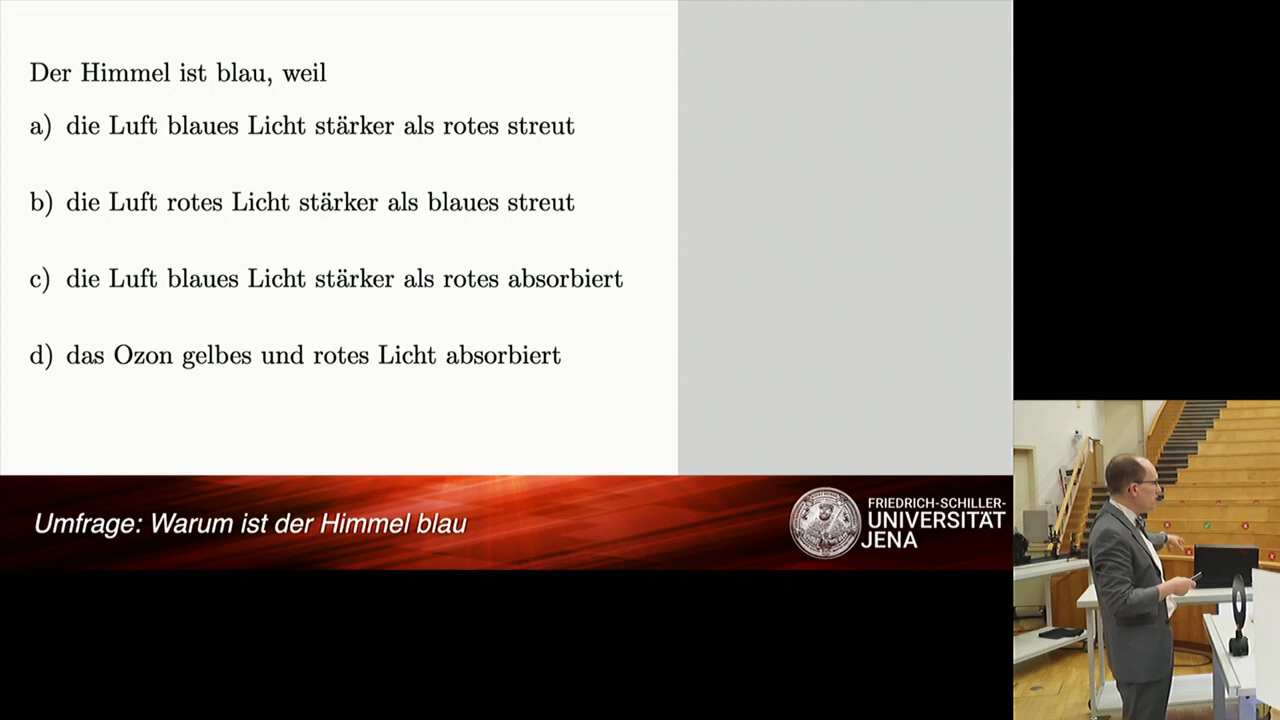 Der Himmel ist blau, weil
a) die Luft blaues Licht stärker als rotes streut
b) die Luft rotes Licht stärker als blaues streut
c) die Luft blaues Licht stärker als rotes absorbiert
d) das Ozon gelbes und rotes Licht absorbiert
Umfrage: Warum ist der Himmel blau
FRIEDRICH-SCHILLER-
UNIVERSITÄT
JENA